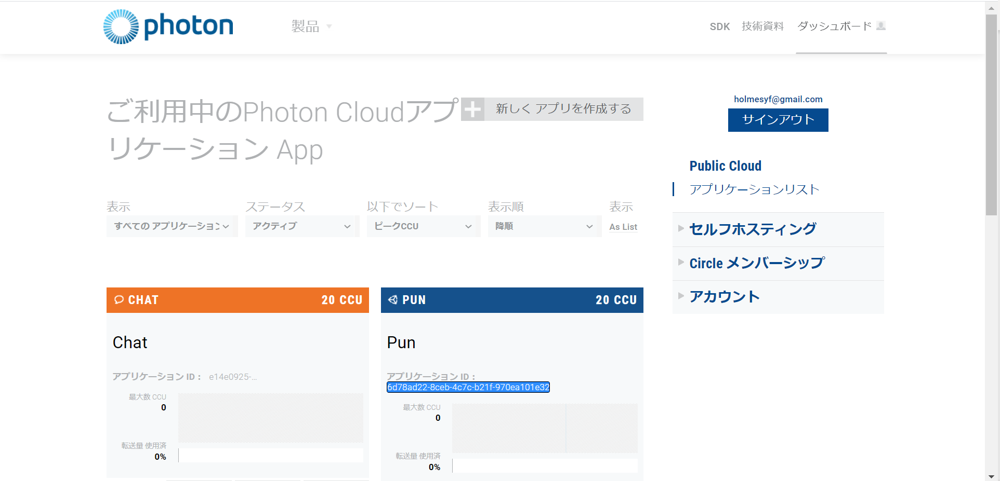 photon
製品
SDK
技術資料
ダッシュボード
ご利用中のPhoton Cloudアプ
リケーション App
新しく アプリを作成する
holmesyf@gmail.com
サインアウト
Public Cloud
アプリケーションリスト
セルフホスティング
Circle メンバーシップ
アカウント
表示
ステータス
以下でソート
表示順
表示
すべての アプリケーション
アクティブ
ピークCCU
降順
As List
CHAT
20 CCU
Chat
アプリケーション ID： e14e0925-...
最大数 CCU
0
転送量 使用済
0%
PUN
20 CCU
Pun
アプリケーション ID：
6d78ad22-8ceb-4c7c-b21f-970ea101e32
最大数 CCU
0
転送量 使用済
0%